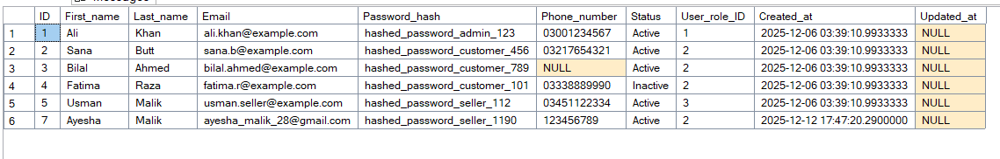 Messages
ID First_name Last_name Email Password_hash Phone_number Status User_role_ID Created_at Updated_at
1 1 Ali Khan ali.khan@example.com hashed_password_admin_123 03001234567 Active 1 2025-12-06 03:39:10.9933333 NULL
2 2 Sana Butt sana.b@example.com hashed_password_customer_456 03217654321 Active 2 2025-12-06 03:39:10.9933333 NULL
3 3 Bilal Ahmed bilal.ahmed@example.com hashed_password_customer_789 NULL Active 2 2025-12-06 03:39:10.9933333 NULL
4 4 Fatima Raza fatima.r@example.com hashed_password_customer_101 03338889990 Inactive 2 2025-12-06 03:39:10.9933333 NULL
5 5 Usman Malik usman.seller@example.com hashed_password_seller_112 03451122334 Active 3 2025-12-06 03:39:10.9933333 NULL
6 7 Ayesha Malik ayesha_malik_28@gmail.com hashed_password_seller_1190 123456789 Active 2 2025-12-12 17:47:20.2900000 NULL